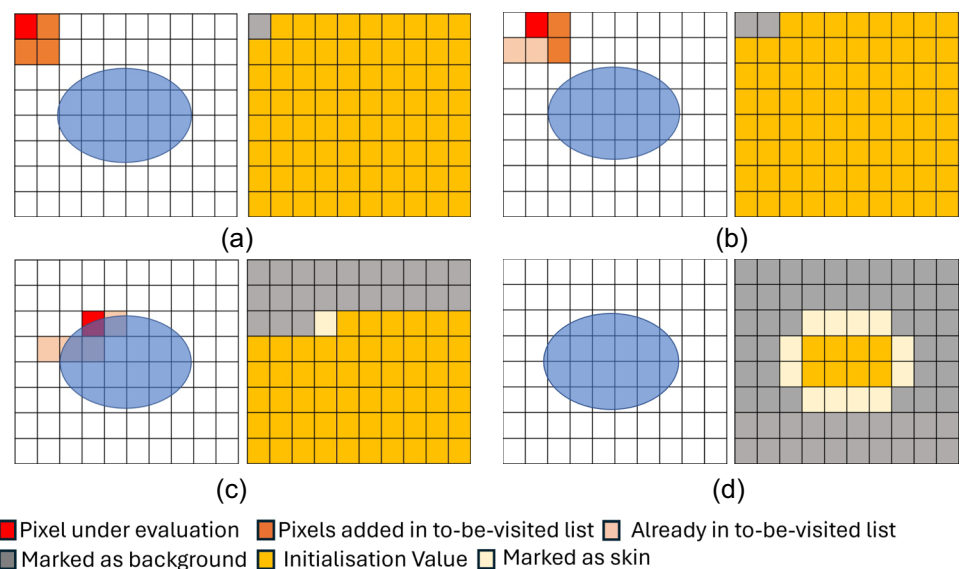 (a)
(b)
(c)
(d)
Pixel under evaluation Pixels added in to-be-visited list Already in to-be-visited list
Marked as background Initialisation Value Marked as skin